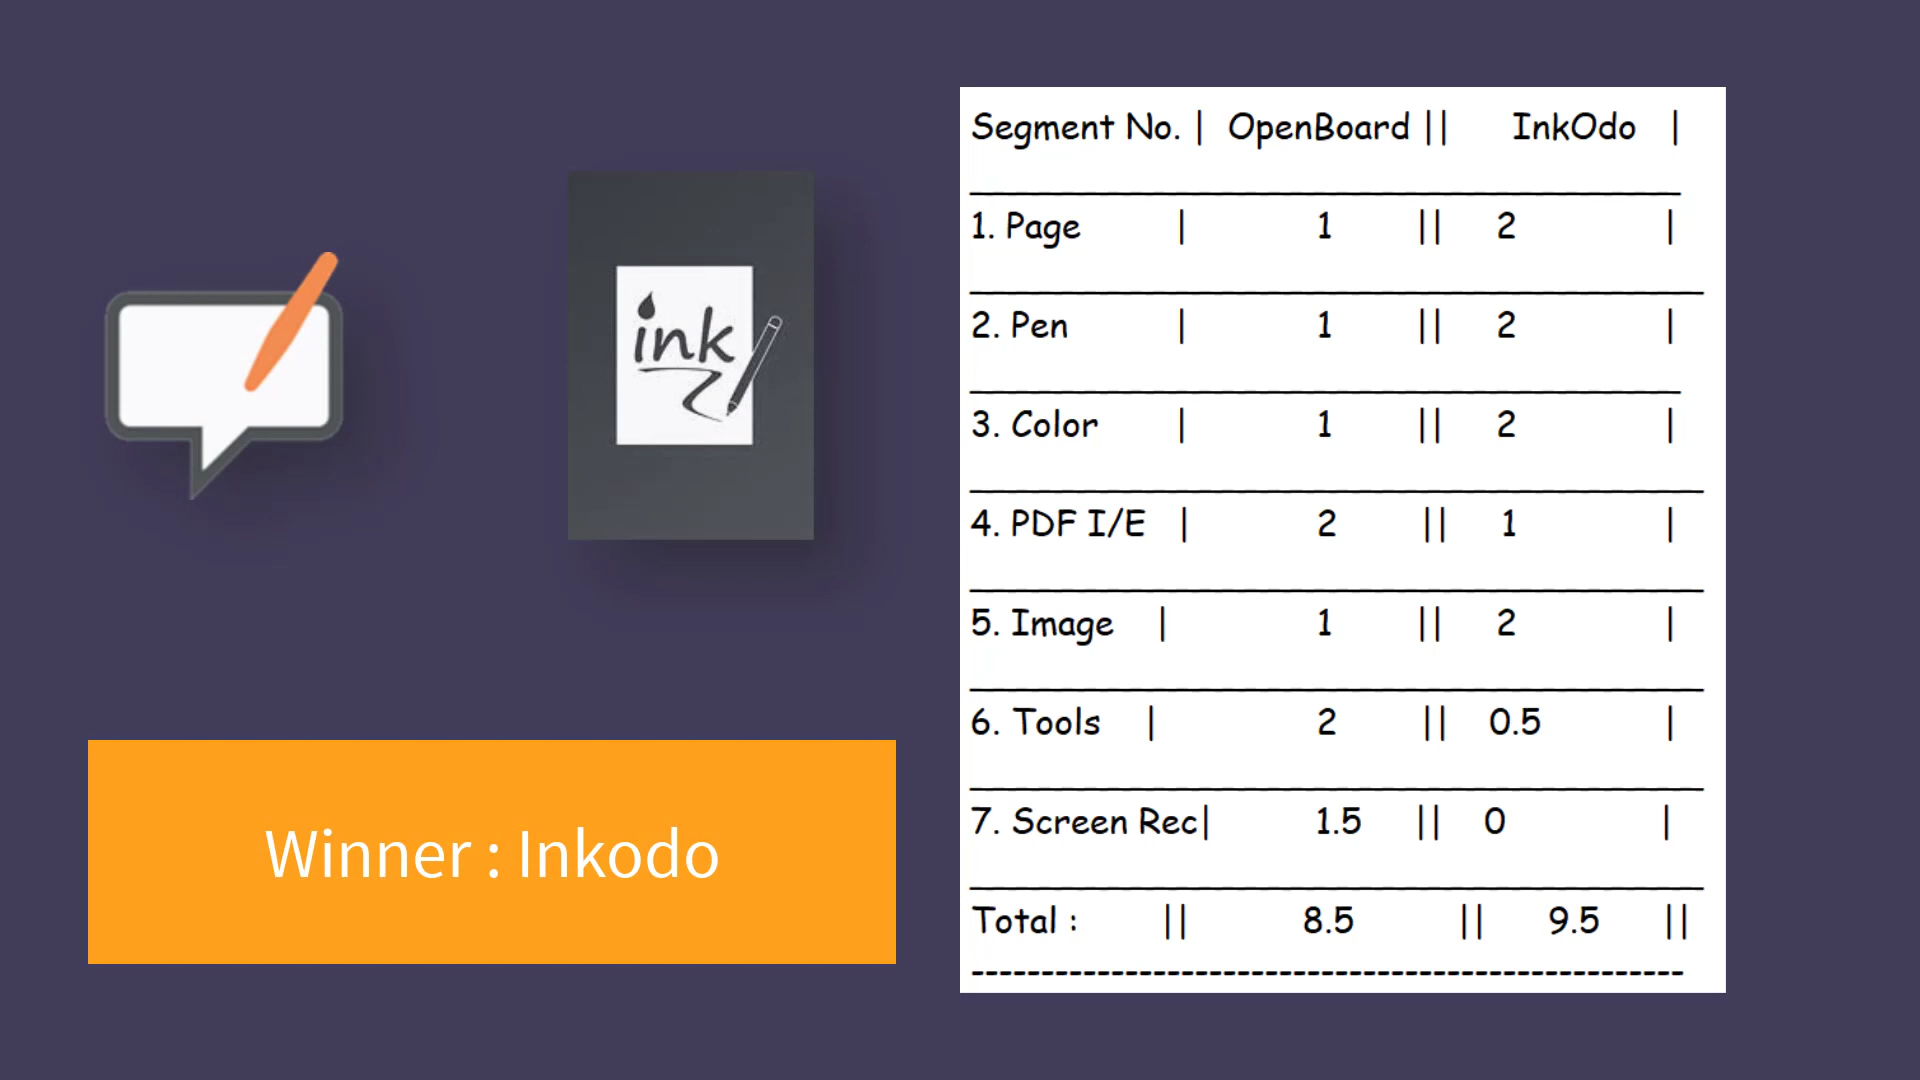 ink
Winner : Inkodo
Segment No. | OpenBoard || InkOdo |
1. Page | 1 || 2 |
2. Pen | 1 || 2 |
3. Color | 1 || 2 |
4. PDF I/E | 2 || 1 |
5. Image | 1 || 2 |
6. Tools | 2 || 0.5 |
7. Screen Rec| 1.5 || 0 |
Total : || 8.5 || 9.5 ||